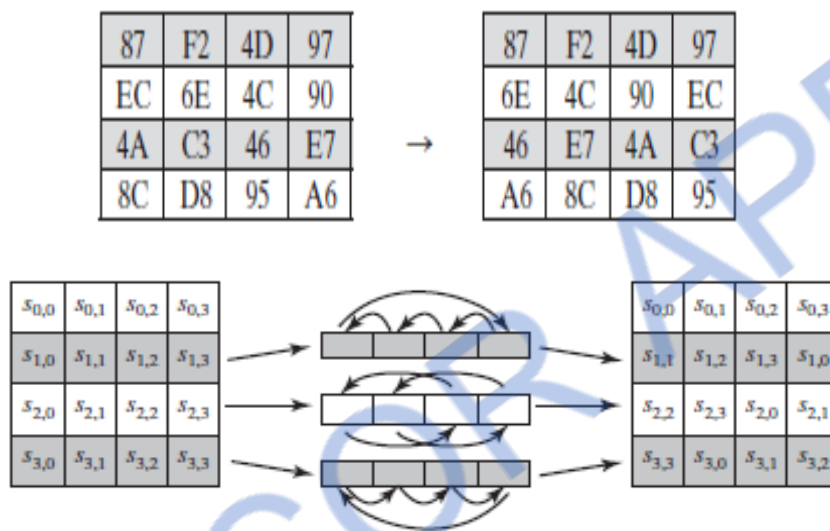 87 F2 4D 97 87 F2 4D 97
EC 6E 4C 90 6E 4C 90 EC
4A C3 46 E7 → 46 E7 4A C3
8C D8 95 A6 A6 8C D8 95
s0,0 s0,1 s0,2 s0,3 s0,0 s0,1 s0,2 s0,3
s1,0 s1,1 s1,2 s1,3 s1,1 s1,2 s1,3 s1,0
s2,0 s2,1 s2,2 s2,3 s2,2 s2,3 s2,0 s2,1
s3,0 s3,1 s3,2 s3,3 s3,3 s3,0 s3,1 s3,2